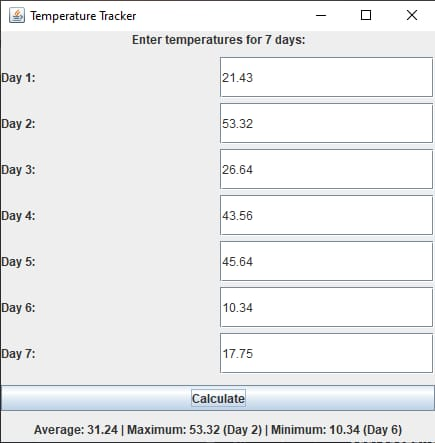 Temperature Tracker
Enter temperatures for 7 days:
Day 1: 21.43
Day 2: 53.32
Day 3: 26.64
Day 4: 43.56
Day 5: 45.64
Day 6: 10.34
Day 7: 17.75
Calculate
Average: 31.24 | Maximum: 53.32 (Day 2) | Minimum: 10.34 (Day 6)